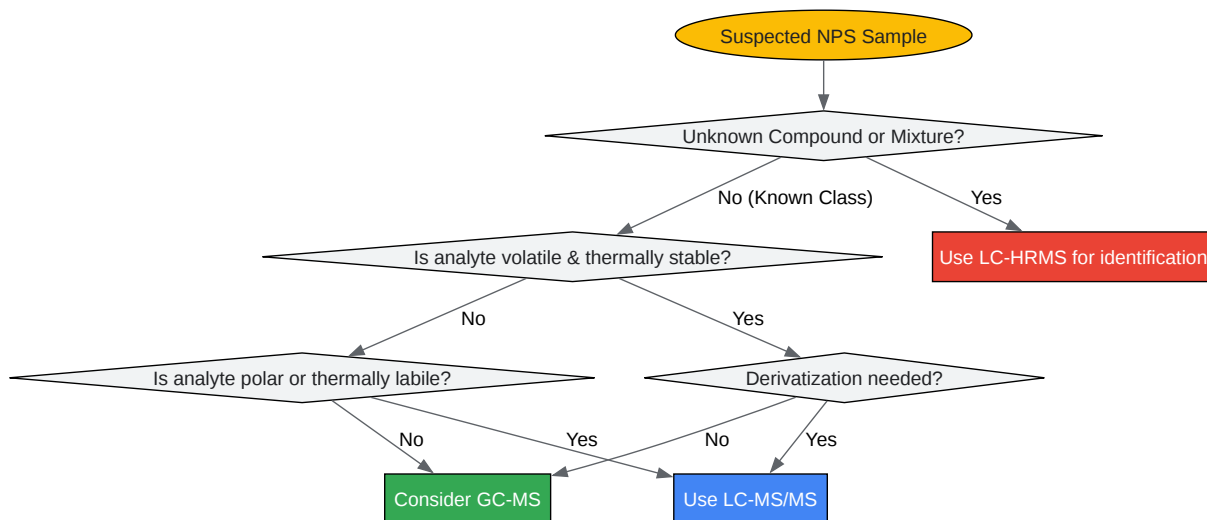 Suspected NPS Sample
Unknown Compound or Mixture?
No (Known Class)
Yes
Is analyte volatile & thermally stable?
Use LC-HRMS for identification
No
Yes
Is analyte polar or thermally labile?
Derivatization needed?
No
Yes
No
Yes
Consider GC-MS
Use LC-MS/MS